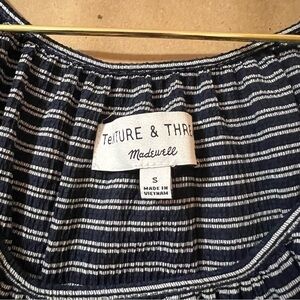 TEXTURE & THREAD
Madewell
S
MADE IN
VIETNAM